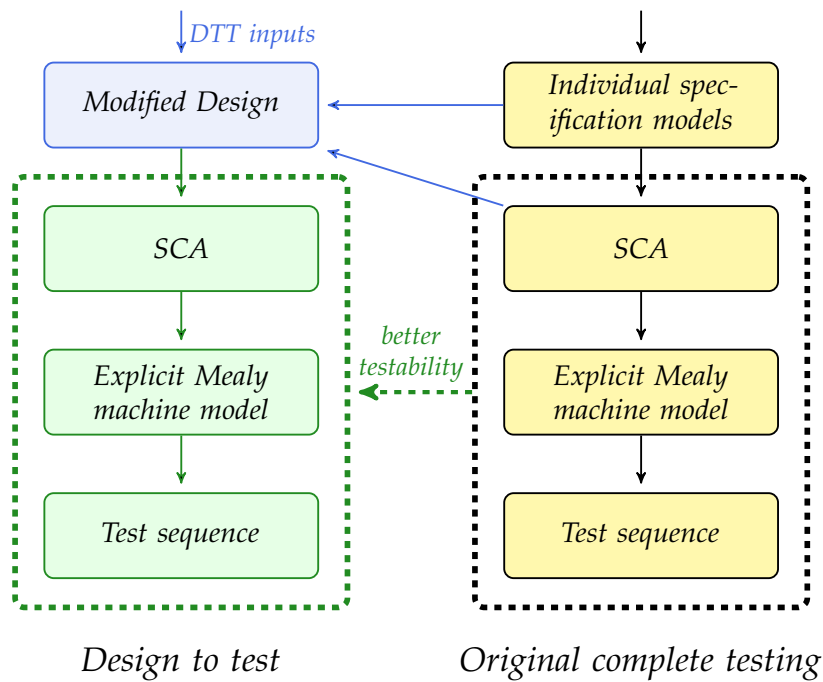 DTT inputs
Modified Design
Individual spec-
ification models
SCA
SCA
better
testability
Explicit Mealy
machine model
Explicit Mealy
machine model
Test sequence
Test sequence
Design to test
Original complete testing